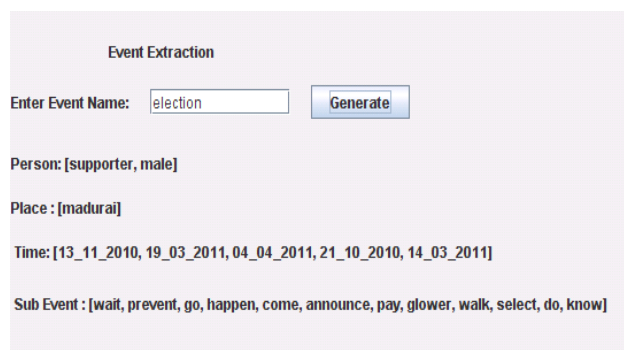 Event Extraction
Enter Event Name: election Generate
Person: [supporter, male]
Place : [madurai]
Time: [13_11_2010, 19_03_2011, 04_04_2011, 21_10_2010, 14_03_2011]
Sub Event : [wait, prevent, go, happen, come, announce, pay, glower, walk, select, do, know]